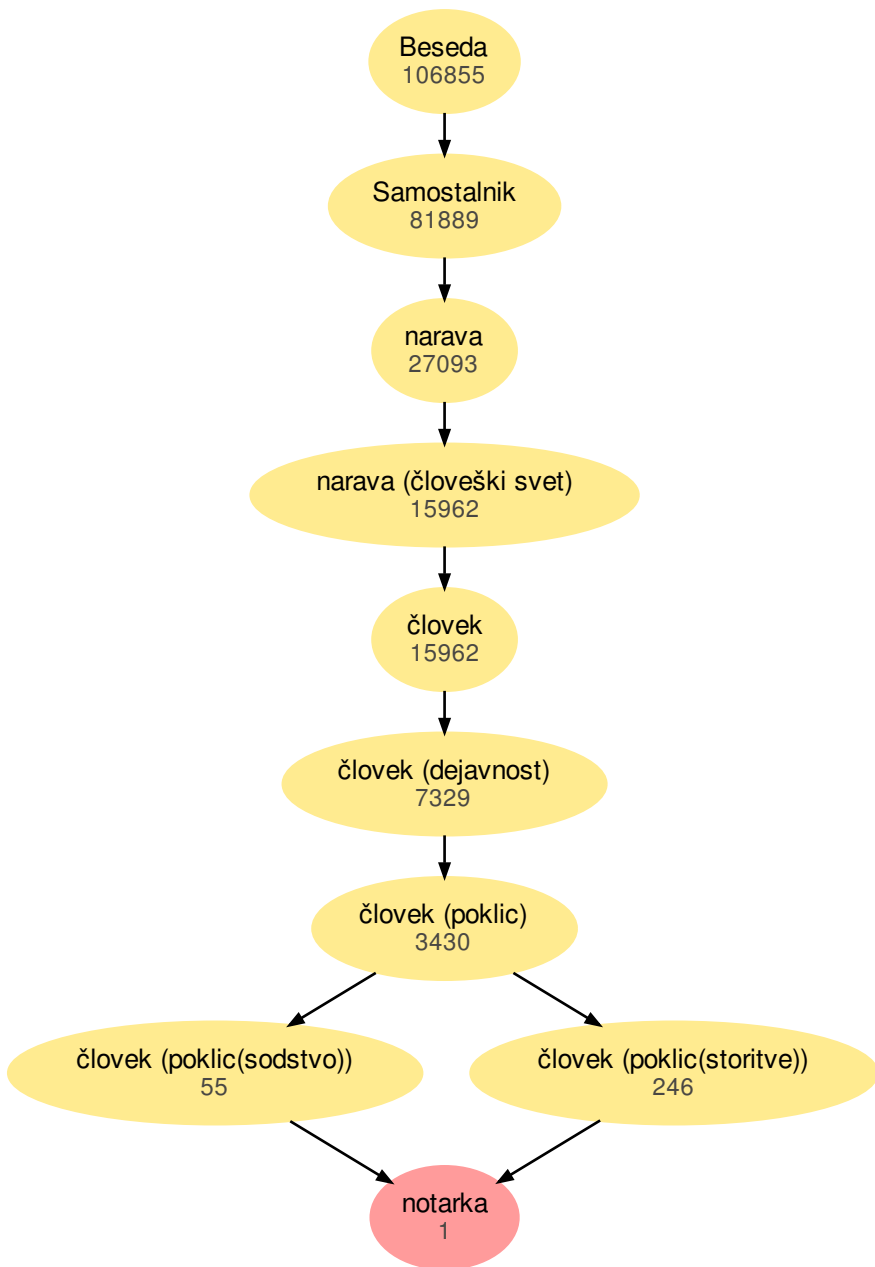 Beseda
106855
Samostalnik
81889
narava
27093
narava (človeški svet)
15962
človek
15962
človek (dejavnost)
7329
človek (poklic)
3430
človek (poklic(sodstvo))
55
človek (poklic(storitve))
246
notarka
1